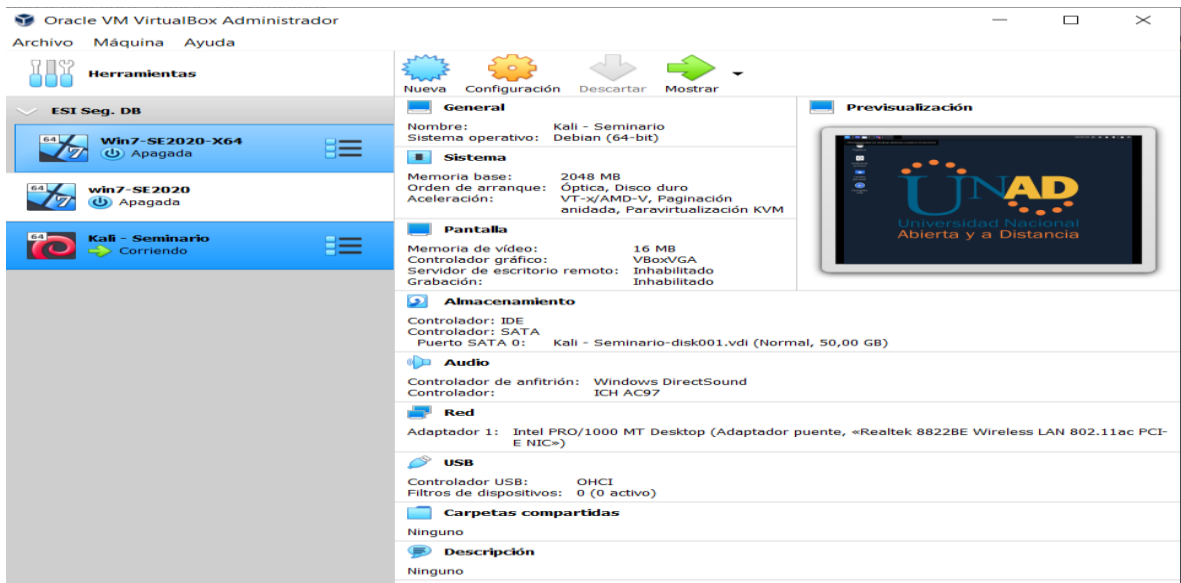 Oracle VM VirtualBox Administrador
Archivo Máquina Ayuda
Herramientas
ESI Seg. DB
64
Win7-SE2020-X64
Apagada
64
win7-SE2020
Apagada
64
Kali - Seminario
Corriendo
Nueva Configuración Descartar Mostrar
General
Nombre: Kali - Seminario
Sistema operativo: Debian (64-bit)
Sistema
Memoria base: 2048 MB
Orden de arranque: Óptica, Disco duro
Aceleración: VT-x/AMD-V, Paginación
anidada, Paravirtualización KVM
Pantalla
Memoria de vídeo: 16 MB
Controlador gráfico: VBoxVGA
Servidor de escritorio remoto: Inhabilitado
Grabación: Inhabilitado
Previsualización
UNAD
Universidad Nacional
Abierta y a Distancia
Almacenamiento
Controlador: IDE
Controlador: SATA
Puerto SATA 0: Kali - Seminario-disk001.vdi (Normal, 50,00 GB)
Audio
Controlador de anfitrión: Windows DirectSound
Controlador: ICH AC97
Red
Adaptador 1: Intel PRO/1000 MT Desktop (Adaptador puente, «Realtek 8822BE Wireless LAN 802.11ac PCI-
E NIC»)
USB
Controlador USB: OHCI
Filtros de dispositivos: 0 (0 activo)
Carpetas compartidas
Ninguno
Descripción
Ninguno